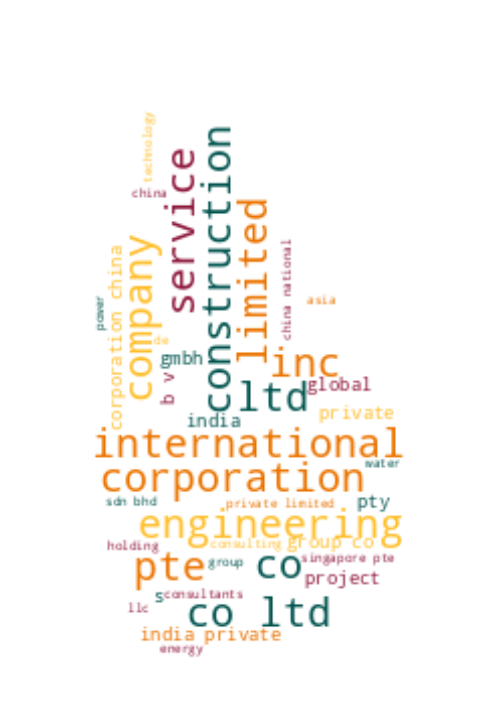 technology
china
service
construction
limited
company
corporation china
china national
power
asia
de
gmbh
b v
inc
ltd
global
private
india
international
corporation
water
sdn bhd
private limited
pty
engineering
holding
consulting
group co
pte
group
co
singapore pte
project
s
consultants
llc
co ltd
india private
energy